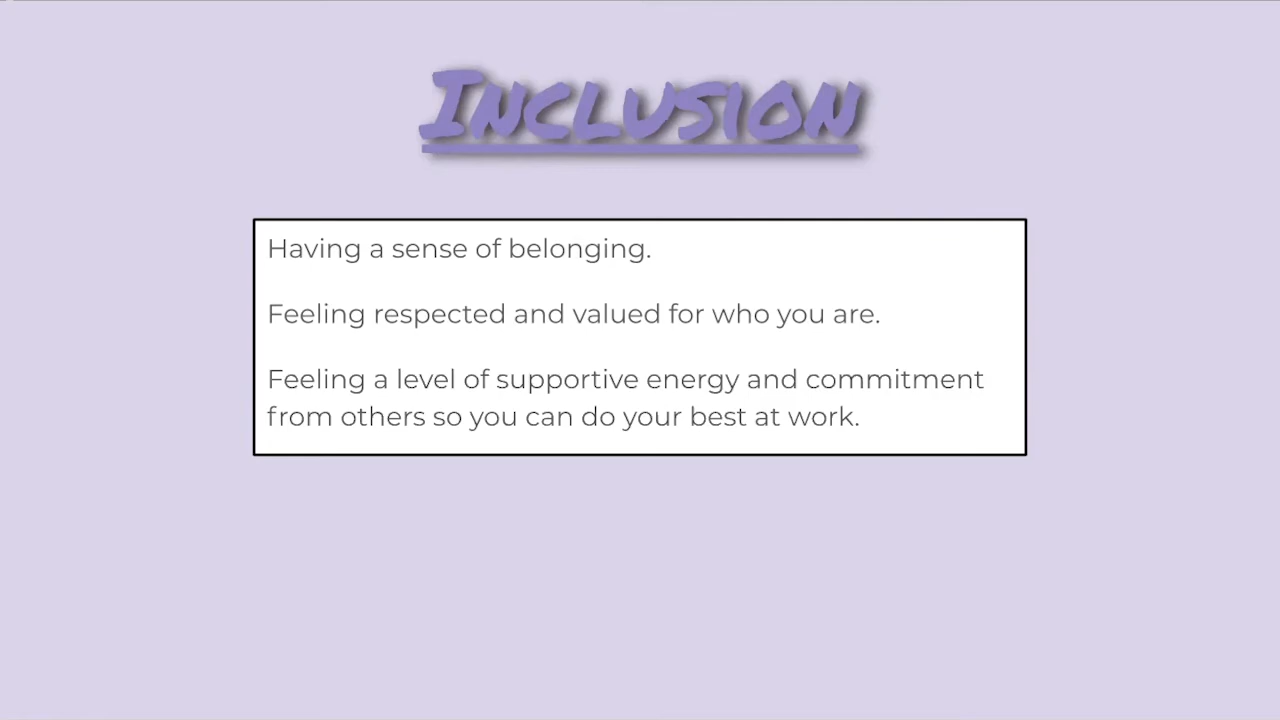 Inclusion
Having a sense of belonging.
Feeling respected and valued for who you are.
Feeling a level of supportive energy and commitment
from others so you can do your best at work.